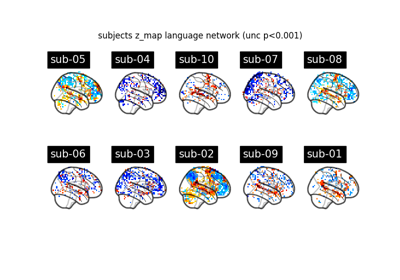 subjects z_map language network (unc p<0.001)
sub-05 sub-04 sub-10 sub-07 sub-08
sub-06 sub-03 sub-02 sub-09 sub-01